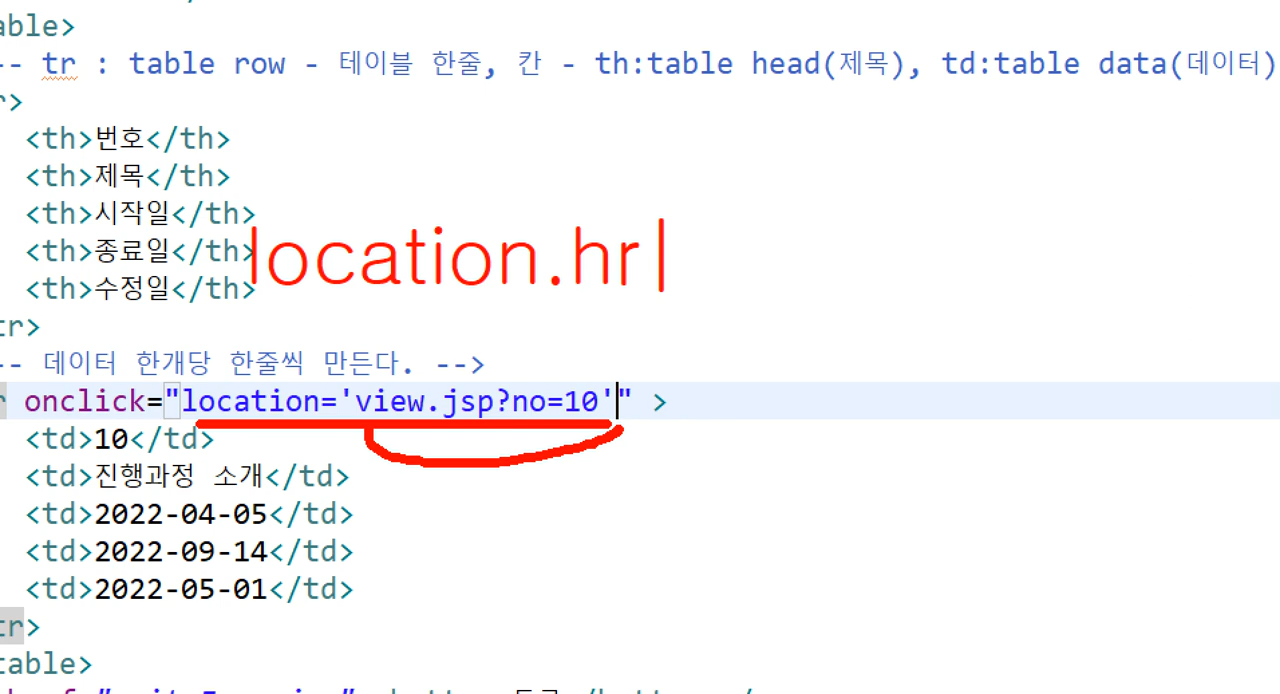 able>
-- tr : table row - 테이블 한줄, 칸 - th:table head(제목), td:table data(데이터)
r>
<th>번호</th>
<th>제목</th>
<th>시작일</th>
<th>종료일</th>
<th>수정일</th>
location.hr
tr>
-- 데이터 한개당 한줄씩 만든다. -->
r onclick="location='view.jsp?no=10'" >
<td>10</td>
<td>진행과정 소개</td>
<td>2022-04-05</td>
<td>2022-09-14</td>
<td>2022-05-01</td>
tr>
table>